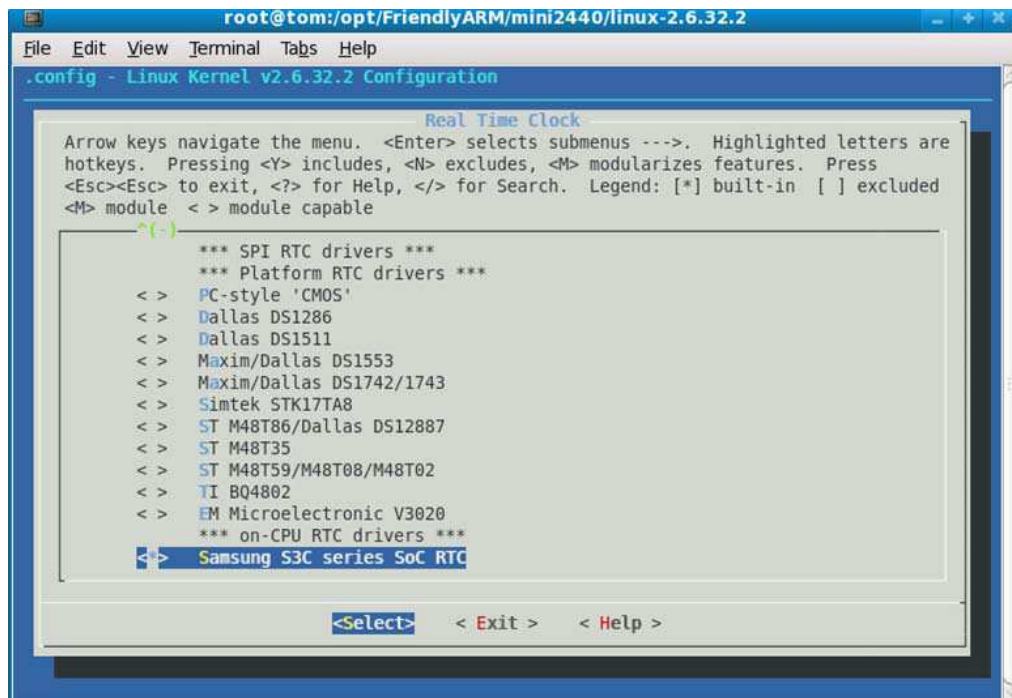 root@tom:/opt/FriendlyARM/mini2440/linux-2.6.32.2
File Edit View Terminal Tabs Help
.config - Linux Kernel v2.6.32.2 Configuration
Real Time Clock
Arrow keys navigate the menu. <Enter> selects submenus --->. Highlighted letters are
hotkeys. Pressing <Y> includes, <N> excludes, <M> modularizes features. Press
<Esc><Esc> to exit, <?> for Help, </> for Search. Legend: [*] built-in [ ] excluded
<M> module < > module capable
^(-)
*** SPI RTC drivers ***
*** Platform RTC drivers ***
< > PC-style 'CMOS'
< > Dallas DS1286
< > Dallas DS1511
< > Maxim/Dallas DS1553
< > Maxim/Dallas DS1742/1743
< > Simtek STK17TA8
< > ST M48T86/Dallas DS12887
< > ST M48T35
< > ST M48T59/M48T08/M48T02
< > TI BQ4802
< > EM Microelectronic V3020
*** on-CPU RTC drivers ***
<*> Samsung S3C series SoC RTC
<Select> < Exit > < Help >